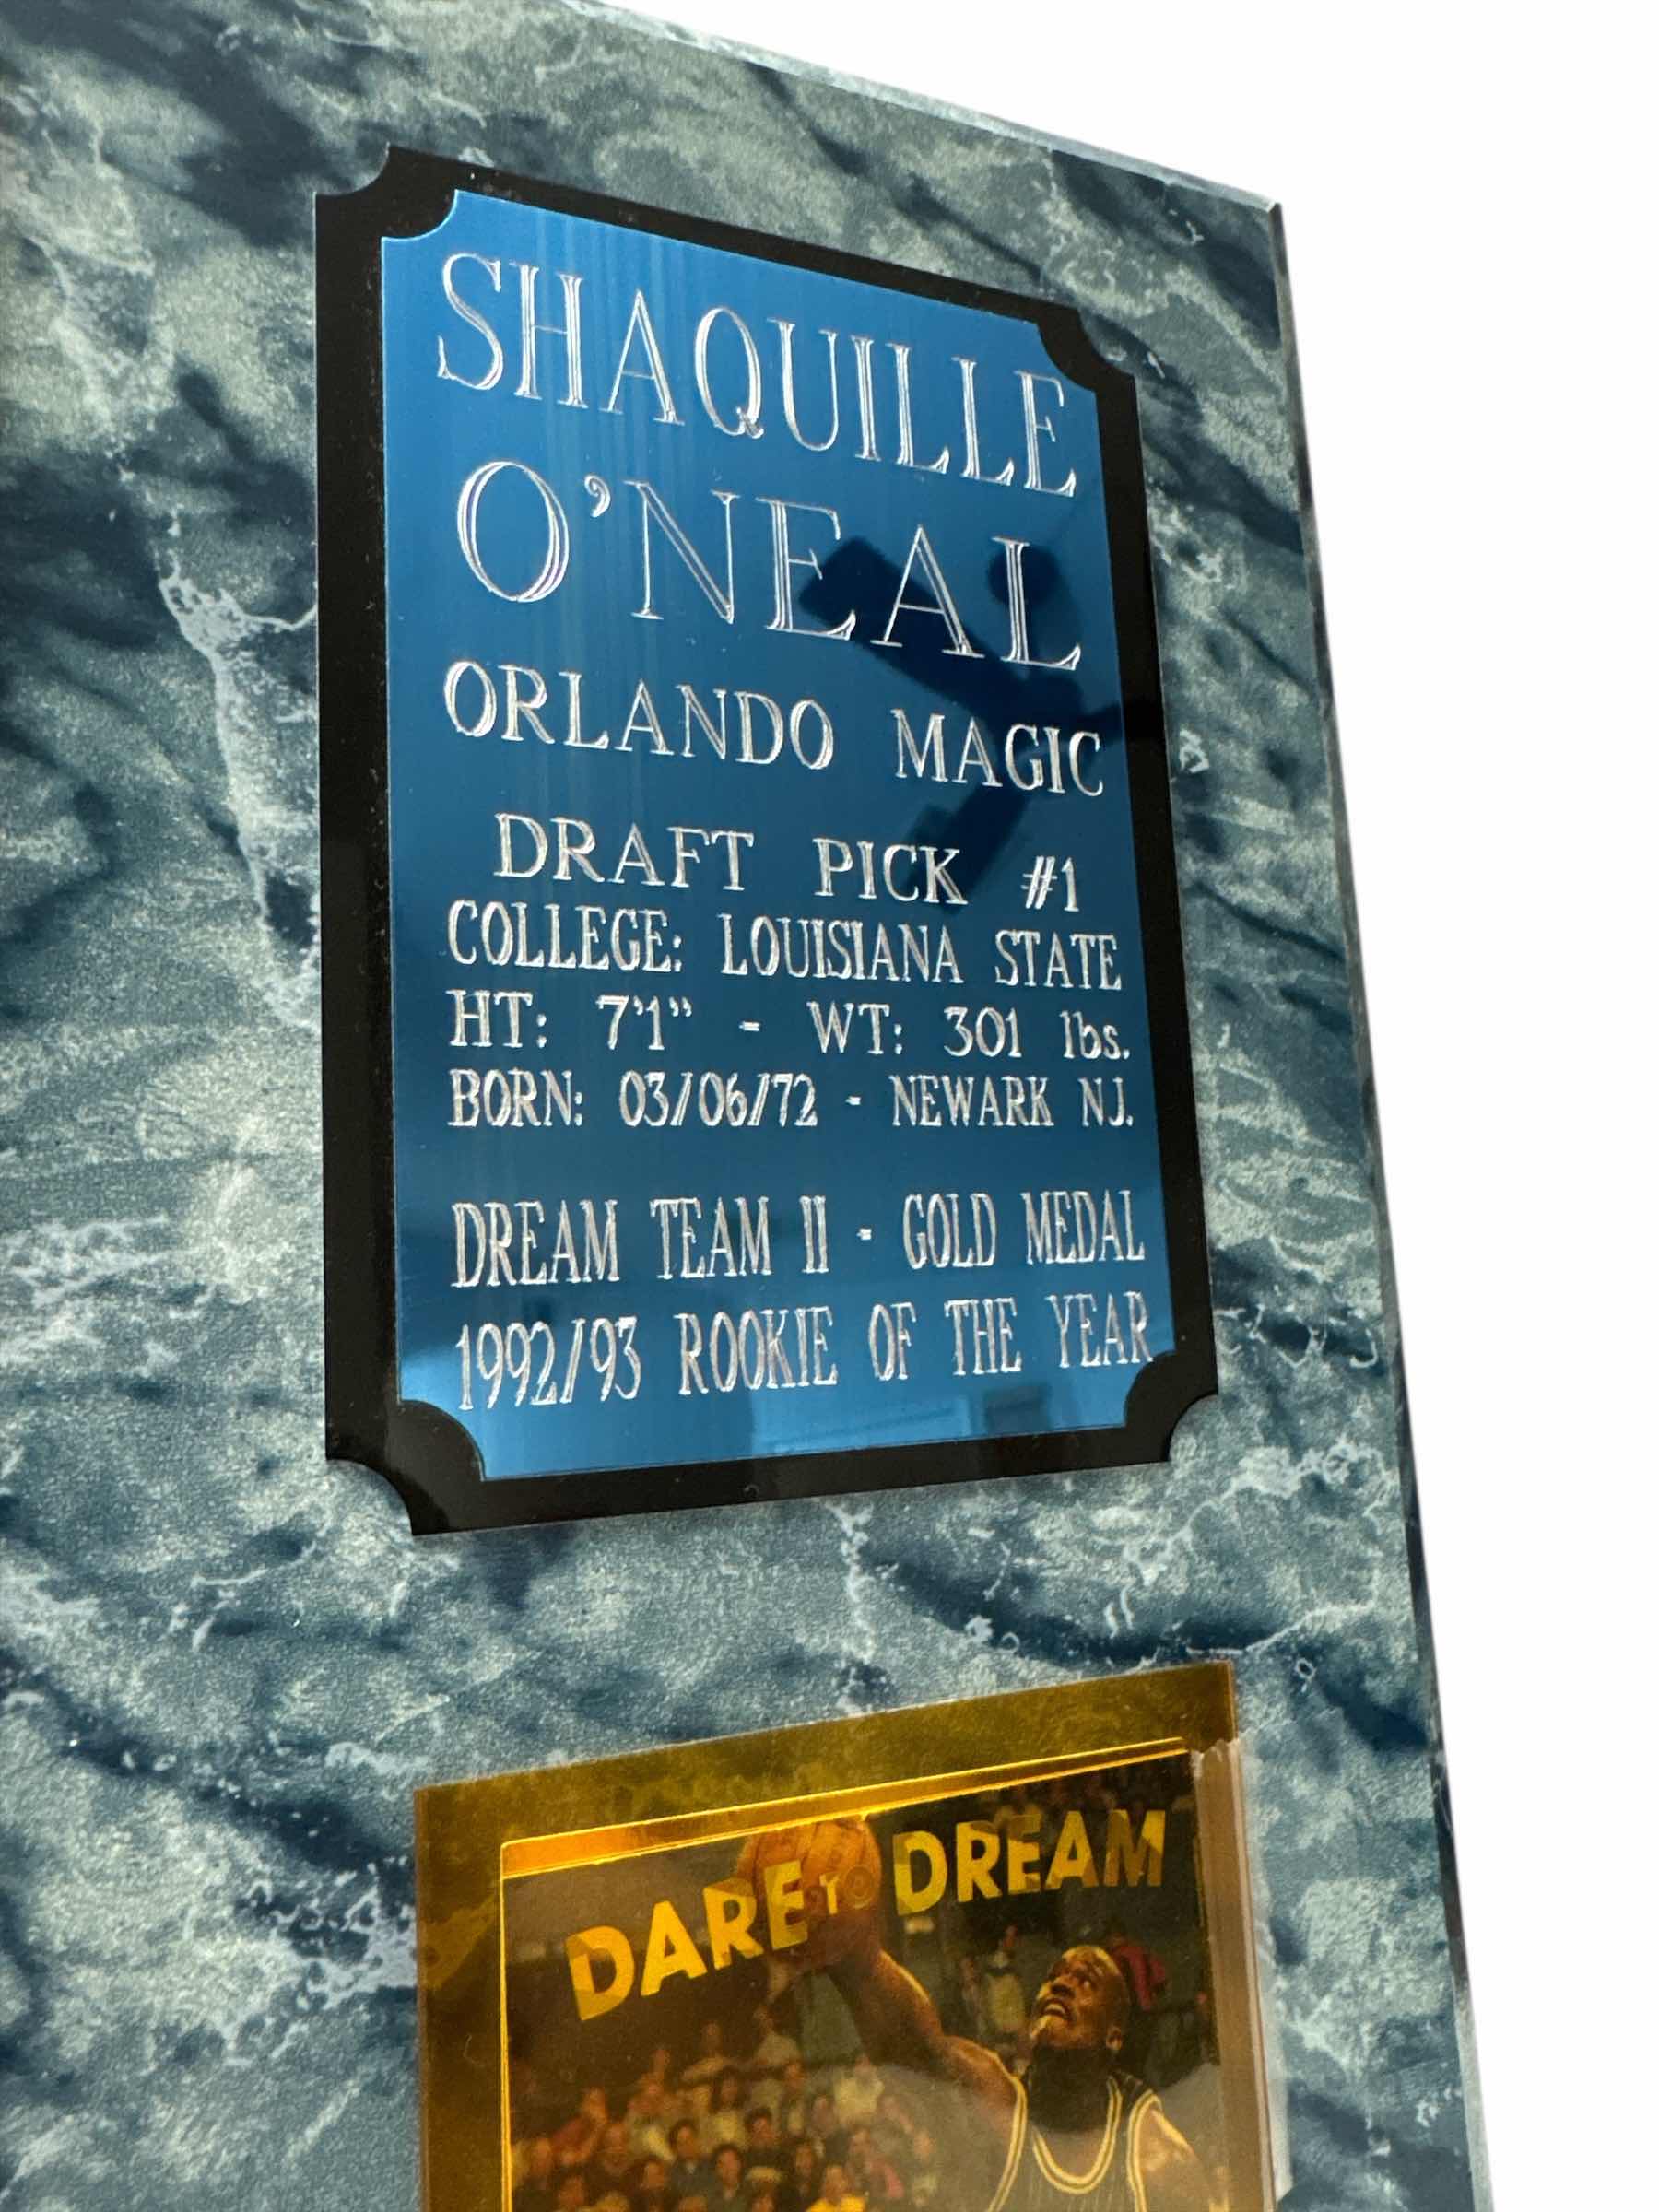 SHAQUILLE
O'NEAL
ORLANDO MAGIC
DRAFT PICK #1
COLLEGE: LOUISIANA STATE
HT: 7'1" - WT: 301 lbs.
BORN: 03/06/72 - NEWARK NJ.
DREAM TEAM II - GOLD MEDAL
1992/93 ROOKIE OF THE YEAR
DARE TO DREAM